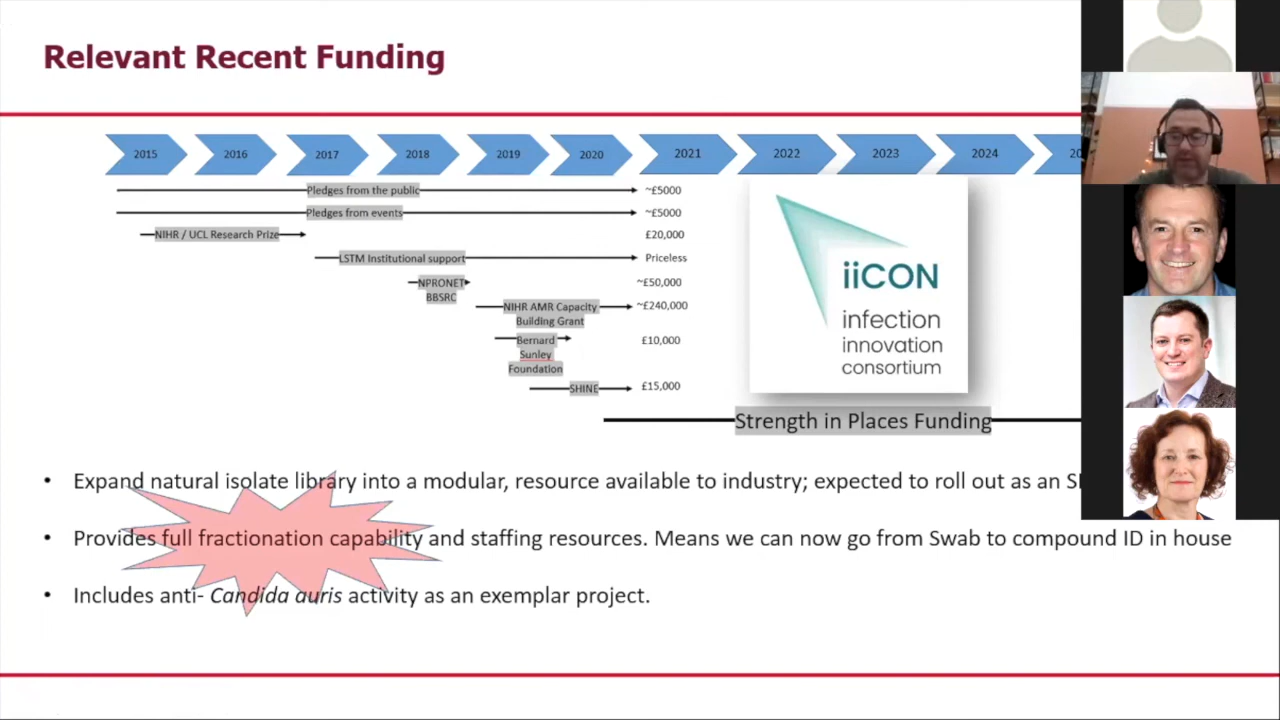 Relevant Recent Funding
2015 2016 2017 2018 2019 2020 2021 2022 2023 2024
Pledges from the public ~£5000
Pledges from events ~£5000
NIHR / UCL Research Prize £20,000
LSTM Institutional support Priceless
NPRONET ~£50,000
BBSRC
NIHR AMR Capacity ~£240,000
Building Grant
Bernard £10,000
Sunley
Foundation
SHINE £15,000
iiCON
infection
innovation
consortium
Strength in Places Funding
• Expand natural isolate library into a modular, resource available to industry; expected to roll out as an
• Provides full fractionation capability and staffing resources. Means we can now go from Swab to compound ID in house
• Includes anti- Candida auris activity as an exemplar project.